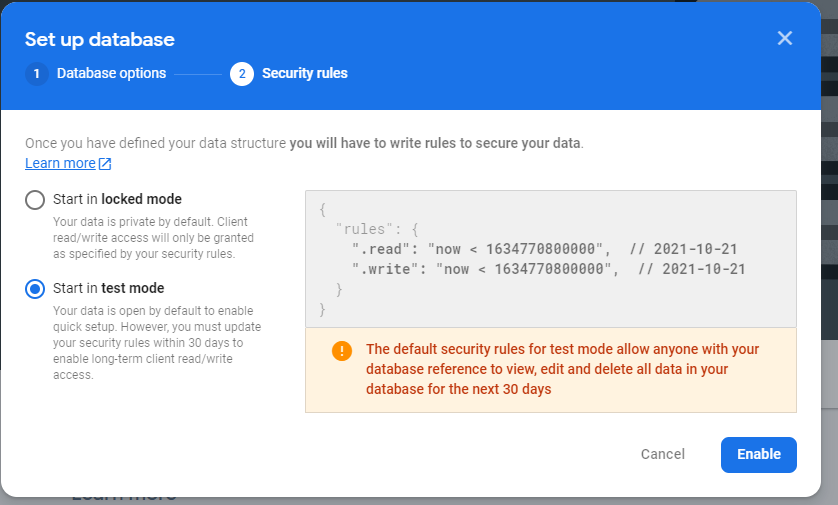 Set up database
1 Database options
2 Security rules
Once you have defined your data structure you will have to write rules to secure your data.
Learn more
Start in locked mode
Your data is private by default. Client
read/write access will only be granted
as specified by your security rules.
Start in test mode
Your data is open by default to enable
quick setup. However, you must update
your security rules within 30 days to
enable long-term client read/write
access.
{
"rules": {
".read": "now < 1634770800000",  // 2021-10-21
".write": "now < 1634770800000",  // 2021-10-21
}
}
! The default security rules for test mode allow anyone with your
database reference to view, edit and delete all data in your
database for the next 30 days
Cancel
Enable
Learn more